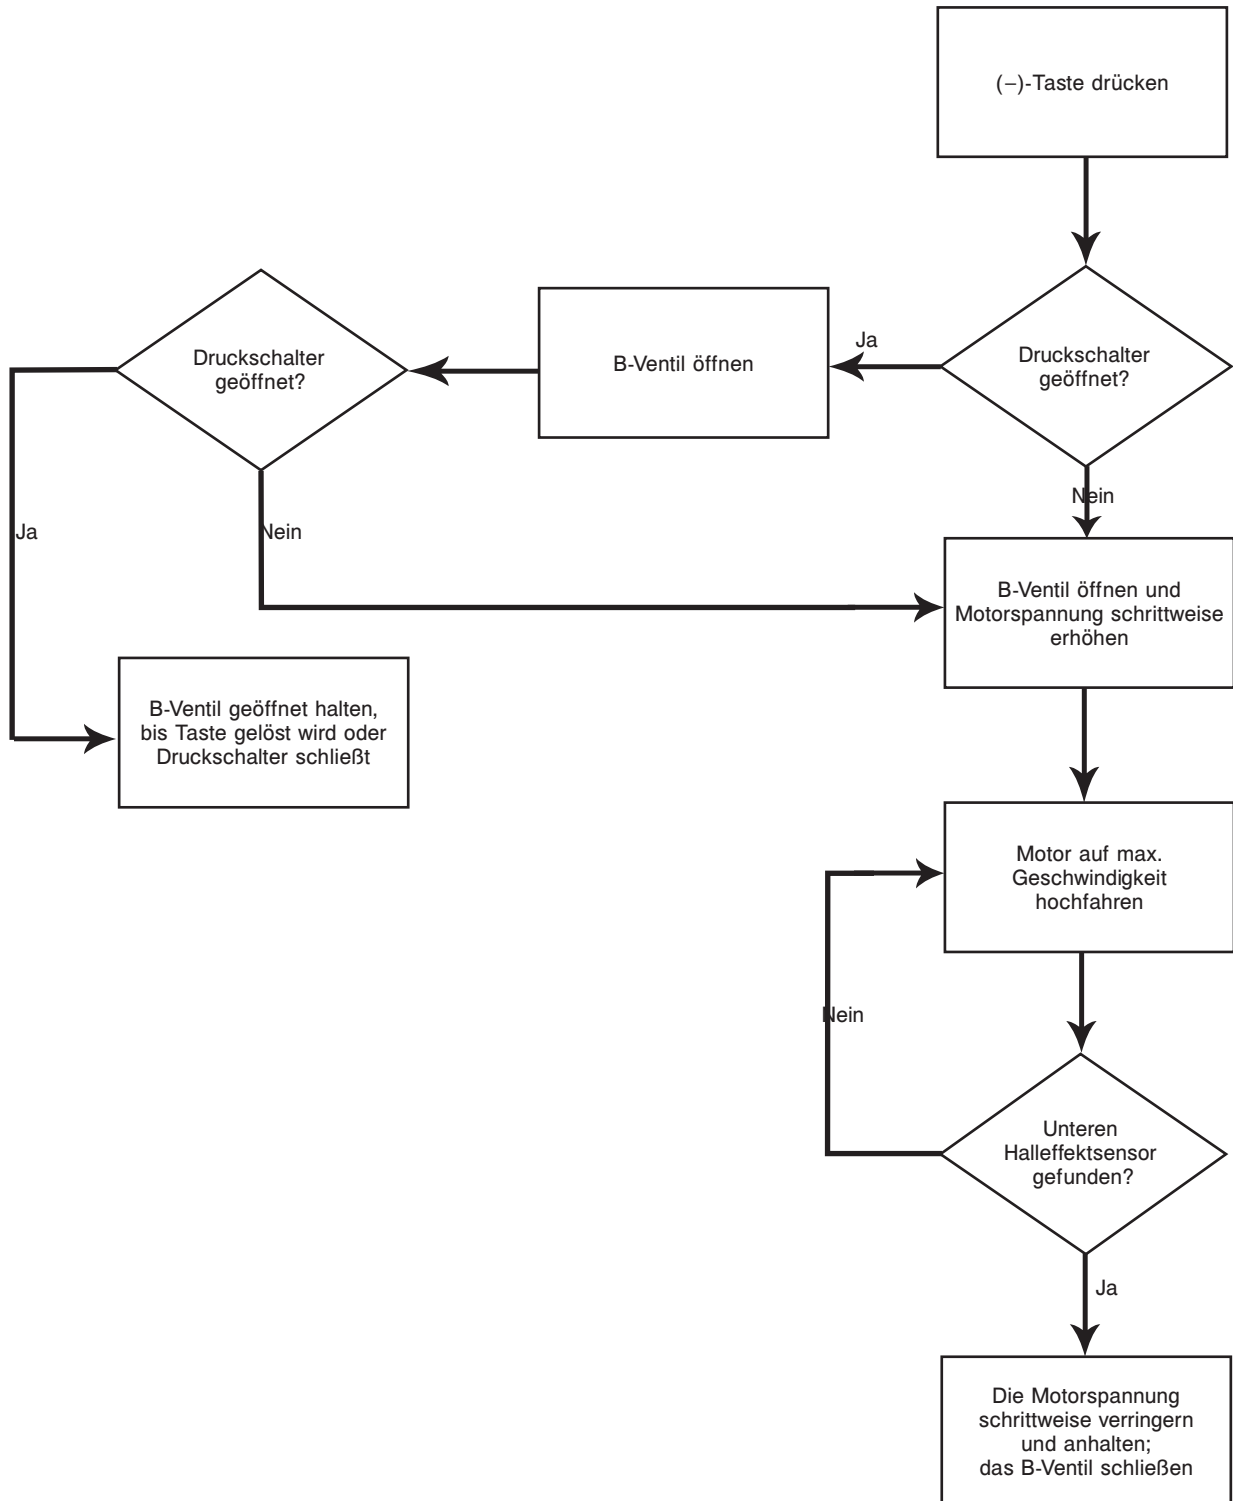 (−)-Taste drücken
Druckschalter
geöffnet?
Ja
B-Ventil öffnen
Druckschalter
geöffnet?
Nein
Ja
Nein
B-Ventil öffnen und
Motorspannung schrittweise
erhöhen
B-Ventil geöffnet halten,
bis Taste gelöst wird oder
Druckschalter schließt
Motor auf max.
Geschwindigkeit
hochfahren
Nein
Unteren
Halleffektsensor
gefunden?
Ja
Die Motorspannung
schrittweise verringern
und anhalten;
das B-Ventil schließen